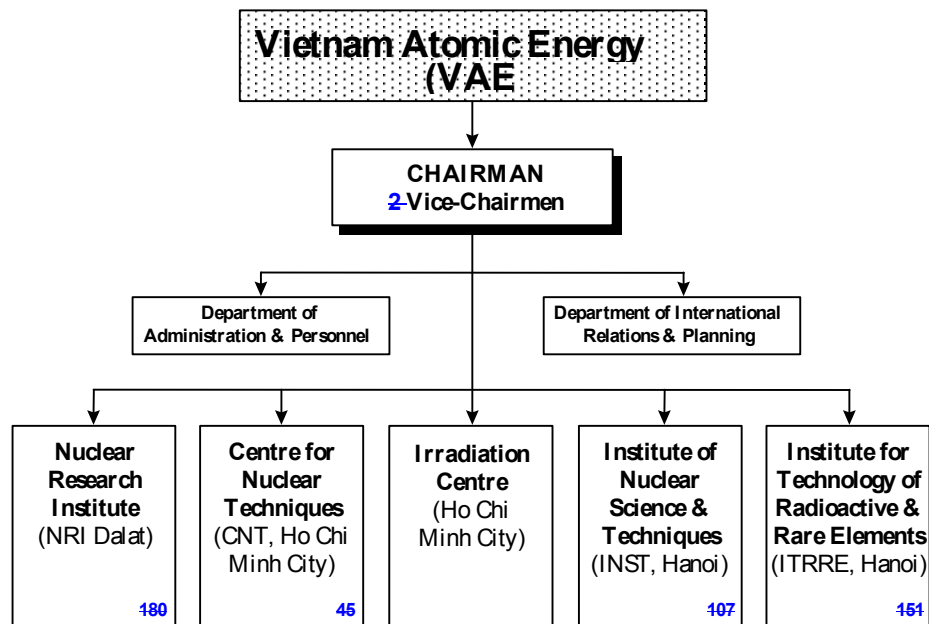 Vietnam Atomic Energy
(VAE
CHAIRMAN
2 Vice-Chairmen
Department of
Administration & Personnel
Department of International
Relations & Planning
Nuclear
Research
Institute
(NRI Dalat)
180
Centre for
Nuclear
Techniques
(CNT, Ho Chi
Minh City)
45
Irradiation
Centre
(Ho Chi
Minh City)
Institute of
Nuclear
Science &
Techniques
(INST, Hanoi)
107
Institute for
Technology of
Radioactive &
Rare Elements
(ITRRE, Hanoi)
151